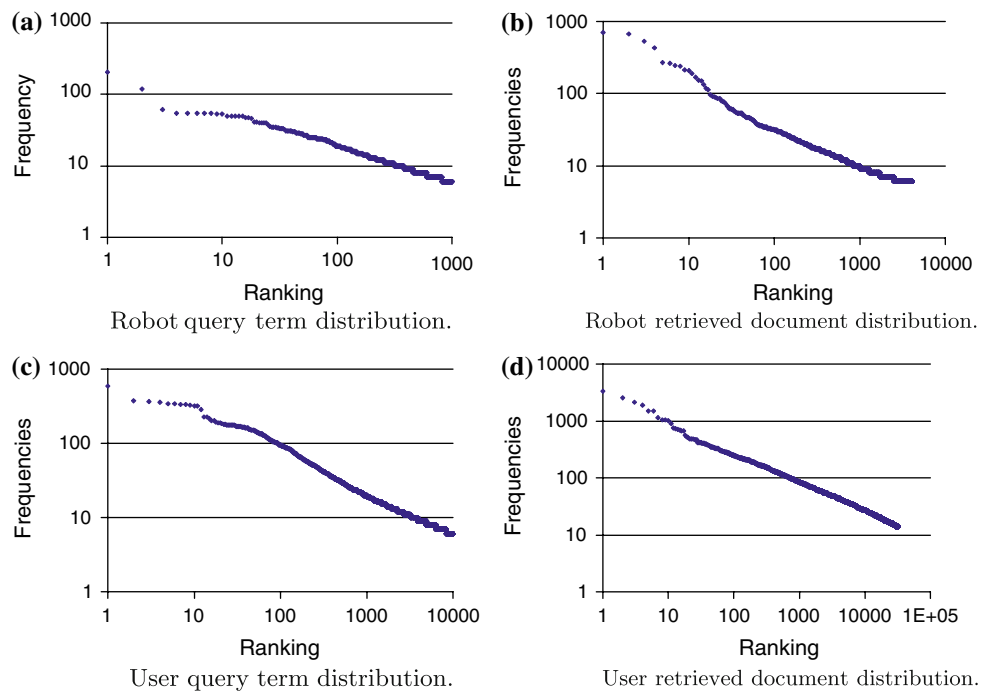 (a)
1000
100
10
1
Frequency
1 10 100 1000
Ranking
Robot query term distribution.
(b)
1000
100
10
1
Frequencies
1 10 100 1000 10000
Ranking
Robot retrieved document distribution.
(c)
1000
100
10
1
Frequencies
1 10 100 1000 10000
Ranking
User query term distribution.
(d)
10000
1000
100
10
1
Frequencies
1 10 100 1000 10000 1E+05
Ranking
User retrieved document distribution.